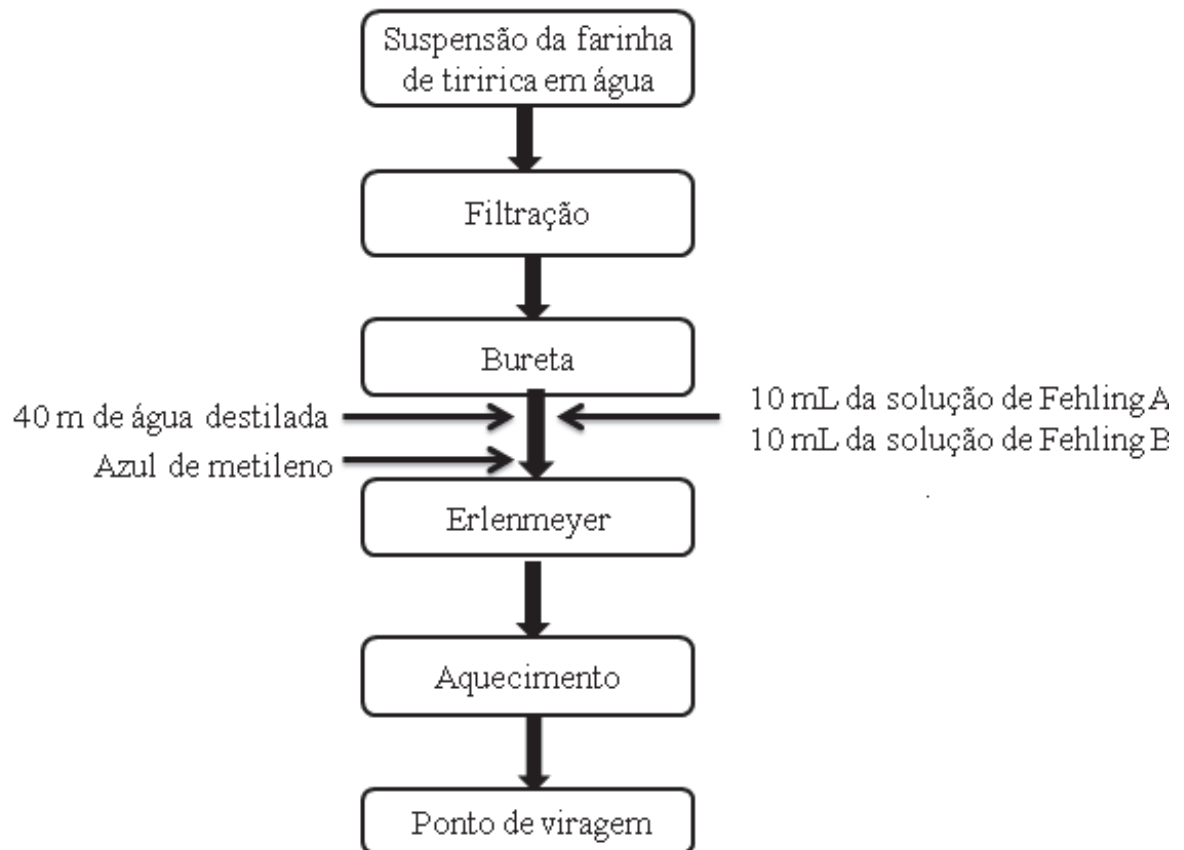 Suspensão da farinha
de tiririca em água
Filtração
Bureta
40 m de água destilada
10 mL da solução de Fehling A
10 mL da solução de Fehling B
Azul de metileno
Erlenmeyer
Aquecimento
Ponto de viragem